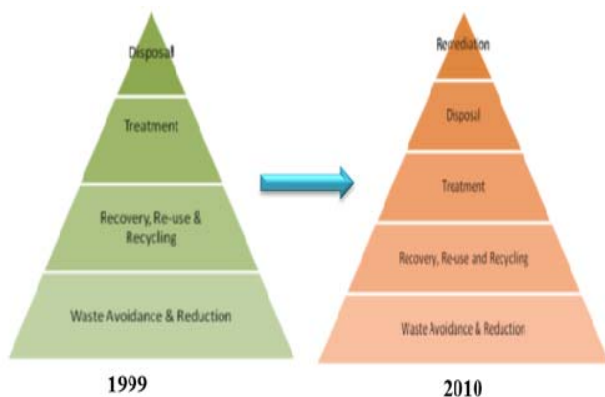 Disposal
Treatment
Recovery, Re-use &
Recycling
Waste Avoidance & Reduction
1999
Remediation
Disposal
Treatment
Recovery, Re-use and Recycling
Waste Avoidance & Reduction
2010